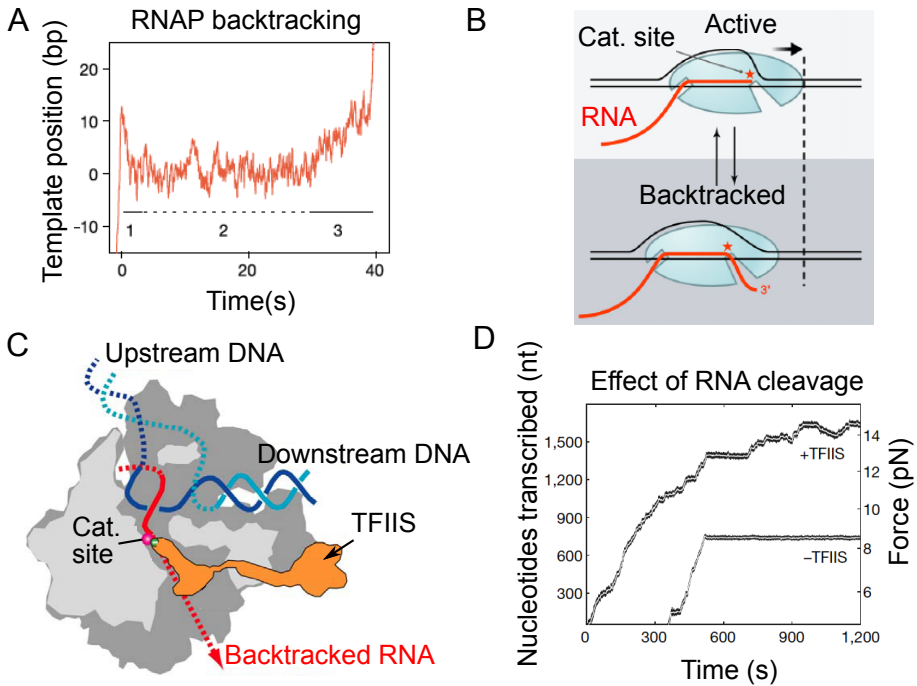 A
RNAP backtracking
Template position (bp)
20
10
0
-10
1
2
3
0
20
40
Time(s)
B
Active
Cat. site
RNA
Backtracked
3'
C
Upstream DNA
Downstream DNA
TFIIS
Cat.
site
Backtracked RNA
D
Effect of RNA cleavage
Nucleotides transcribed (nt)
1,500
1,200
900
600
300
+TFIIS
–TFIIS
14
12
10
8
6
Force (pN)
0
300
600
900
1,200
Time (s)